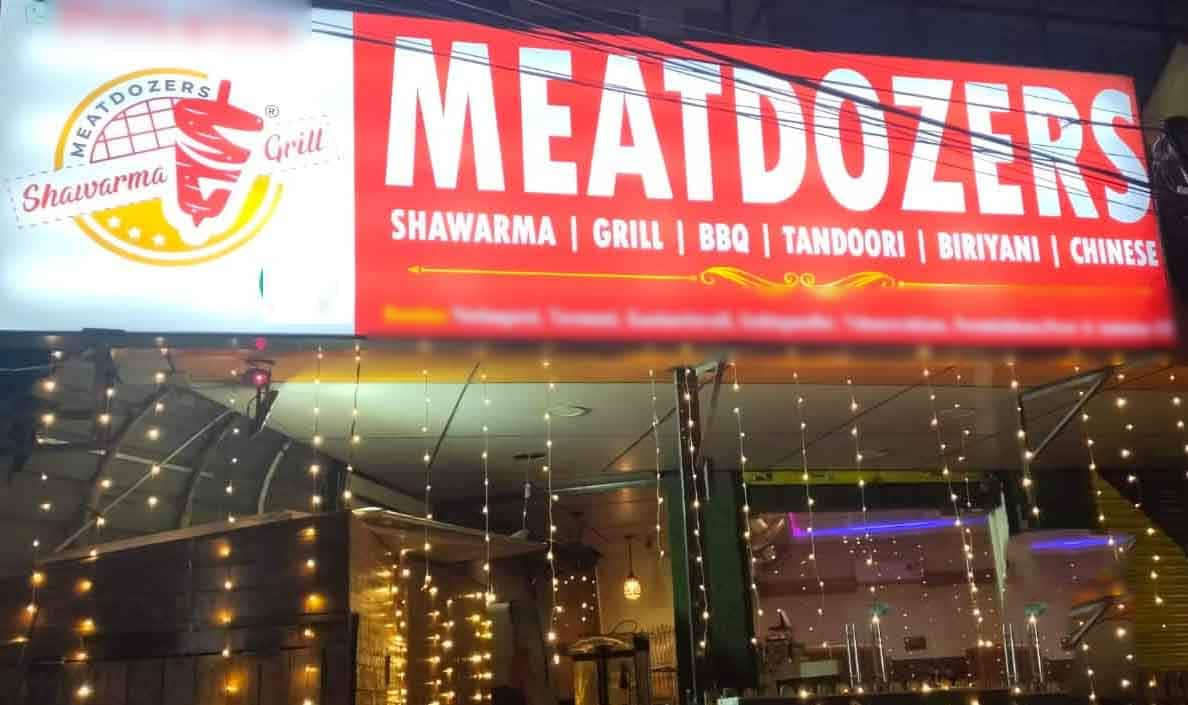 MEATDOZERS
®
Shawarma Grill
MEATDOZERS
SHAWARMA | GRILL | BBQ | TANDOORI | BIRIYANI | CHINESE